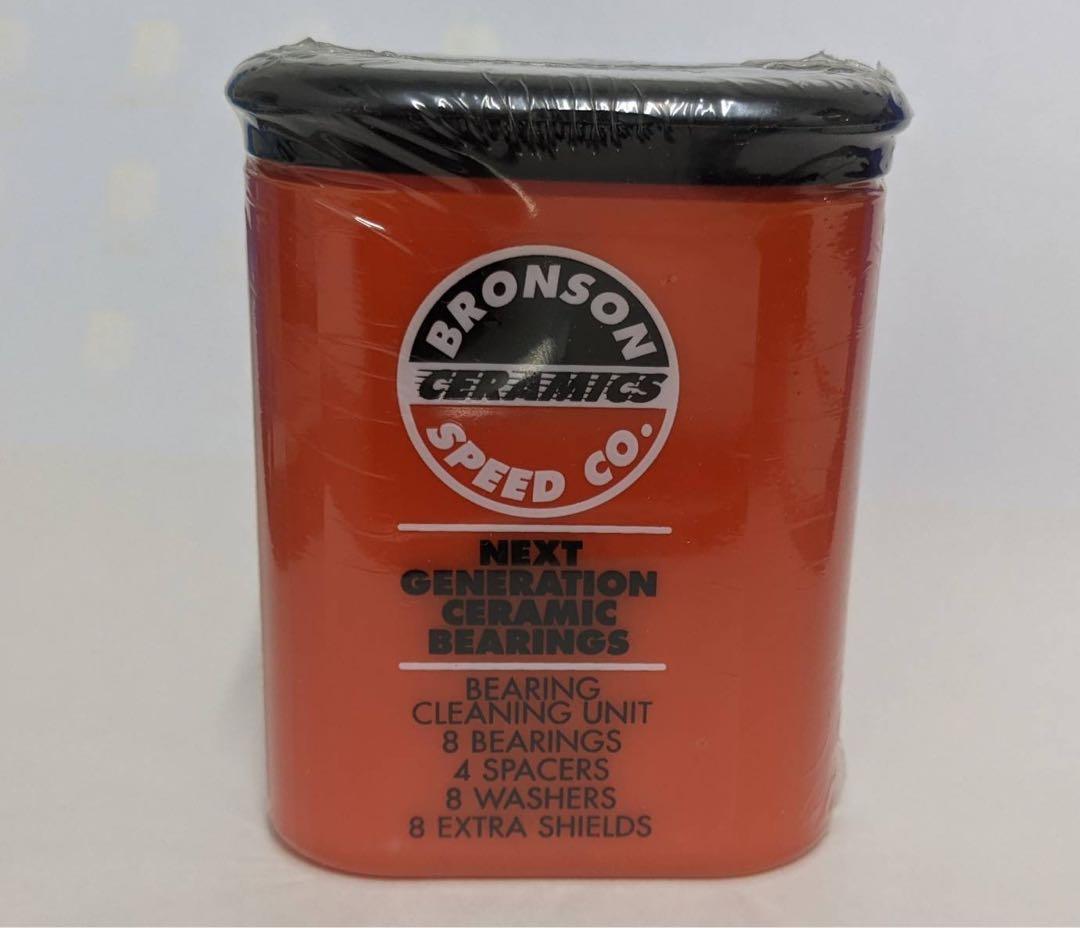 BRONSON
CERAMICS
SPEED CO.
NEXT
GENERATION
CERAMIC
BEARINGS
BEARING
CLEANING UNIT
8 BEARINGS
4 SPACERS
8 WASHERS
8 EXTRA SHIELDS